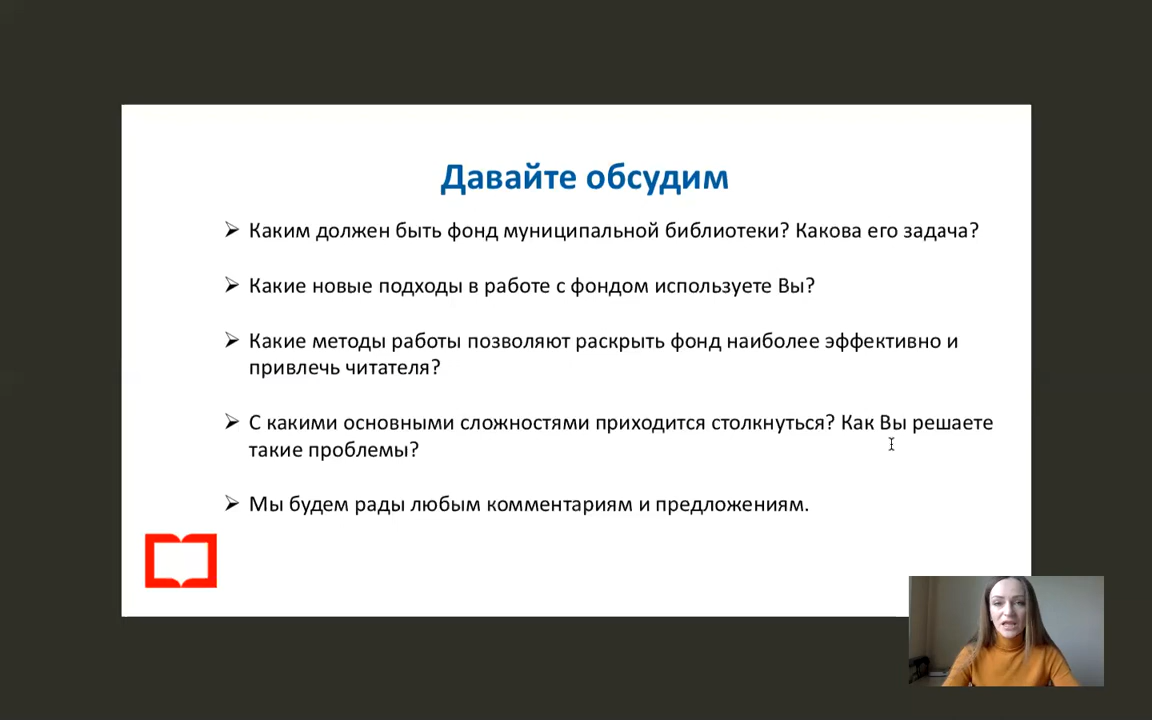 Давайте обсудим
Каким должен быть фонд муниципальной библиотеки? Какова его задача?
Какие новые подходы в работе с фондом используете Вы?
Какие методы работы позволяют раскрыть фонд наиболее эффективно и
привлечь читателя?
С какими основными сложностями приходится столкнуться? Как Вы решаете
такие проблемы?
Мы будем рады любым комментариям и предложениям.